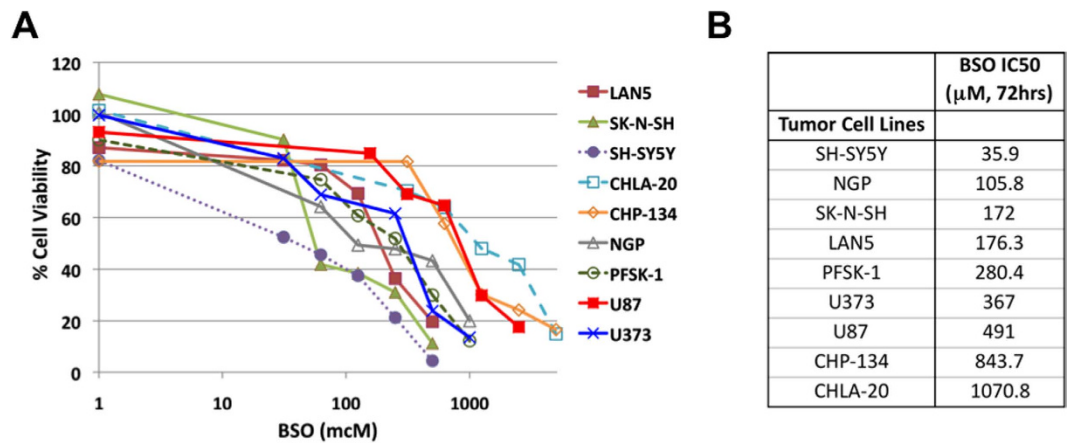 A
% Cell Viability
120
100
80
60
40
20
0
1
10
100
1000
BSO (mcM)
LAN5
SK-N-SH
SH-SY5Y
CHLA-20
CHP-134
NGP
PFSK-1
U87
U373
B
BSO IC50
(μM, 72hrs)
Tumor Cell Lines
SH-SY5Y 35.9
NGP 105.8
SK-N-SH 172
LAN5 176.3
PFSK-1 280.4
U373 367
U87 491
CHP-134 843.7
CHLA-20 1070.8